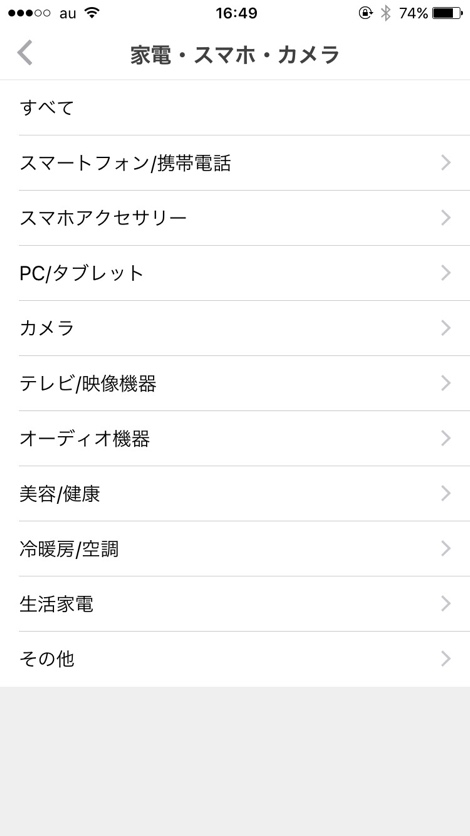 au 16:49 74%
家電・スマホ・カメラ
すべて
スマートフォン/携帯電話
スマホアクセサリー
PC/タブレット
カメラ
テレビ/映像機器
オーディオ機器
美容/健康
冷暖房/空調
生活家電
その他